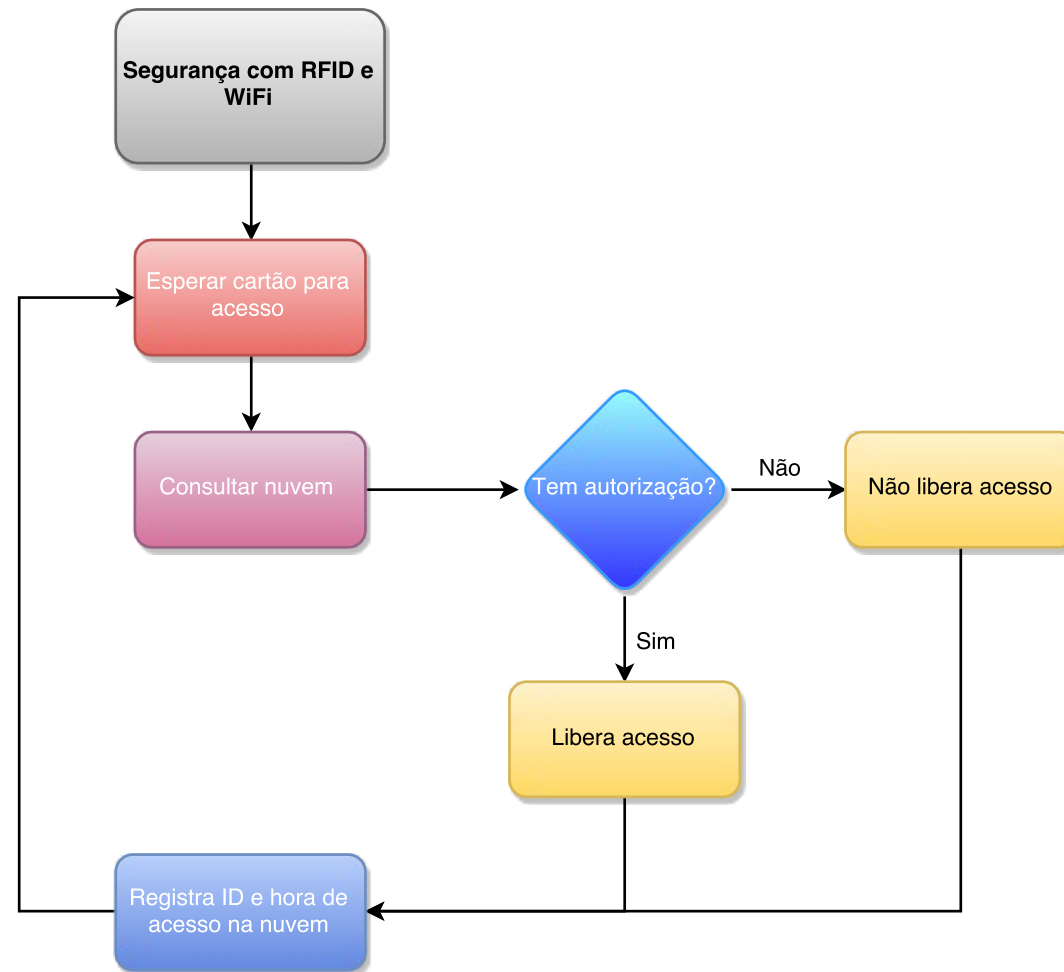 Segurança com RFID e
WiFi
Esperar cartão para
acesso
Consultar nuvem
Tem autorização?
Não
Não libera acesso
Sim
Libera acesso
Registra ID e hora de
acesso na nuvem